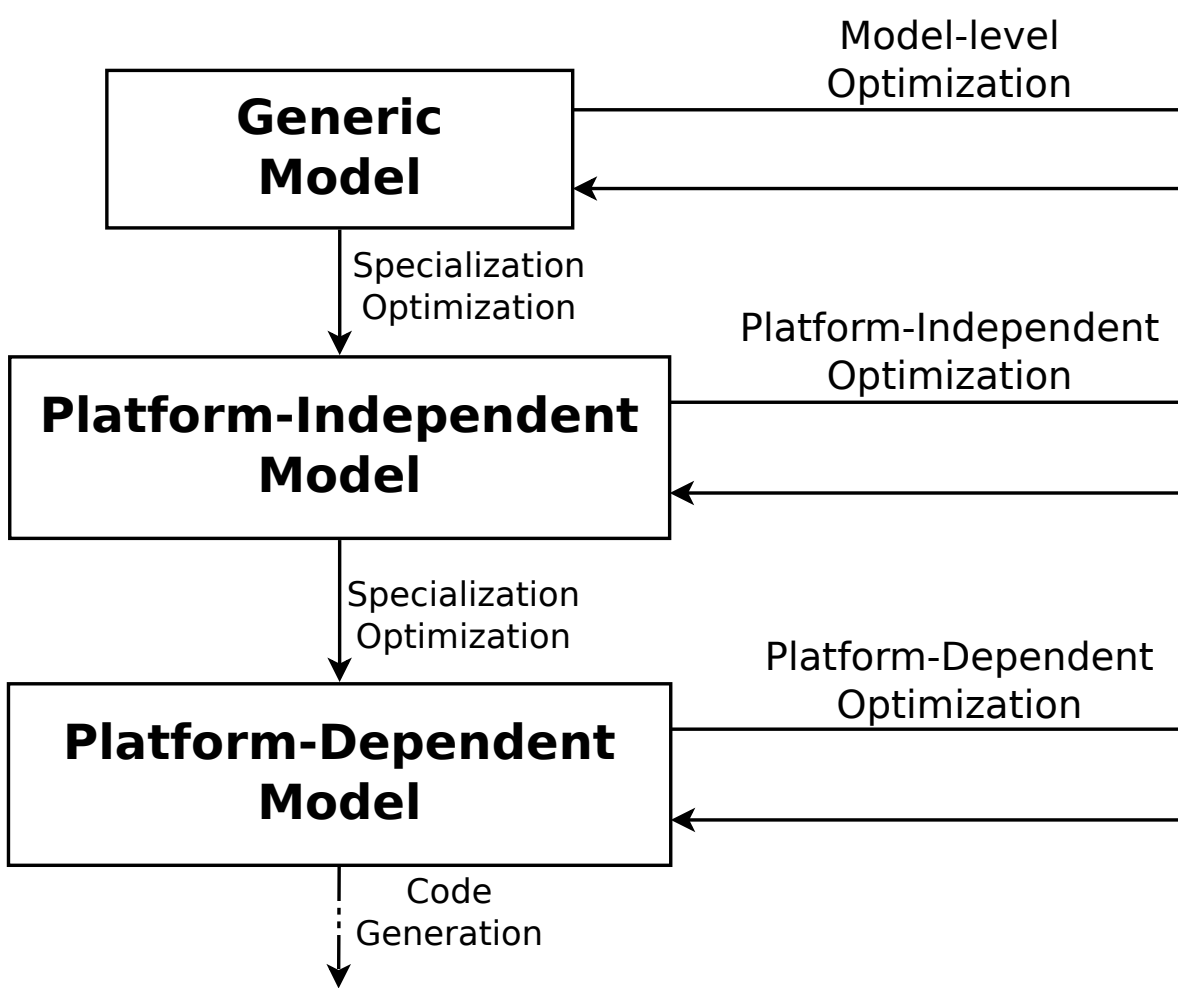 Model-level
Optimization
Generic
Model
Specialization
Optimization
Platform-Independent
Optimization
Platform-Independent
Model
Specialization
Optimization
Platform-Dependent
Optimization
Platform-Dependent
Model
Code
Generation